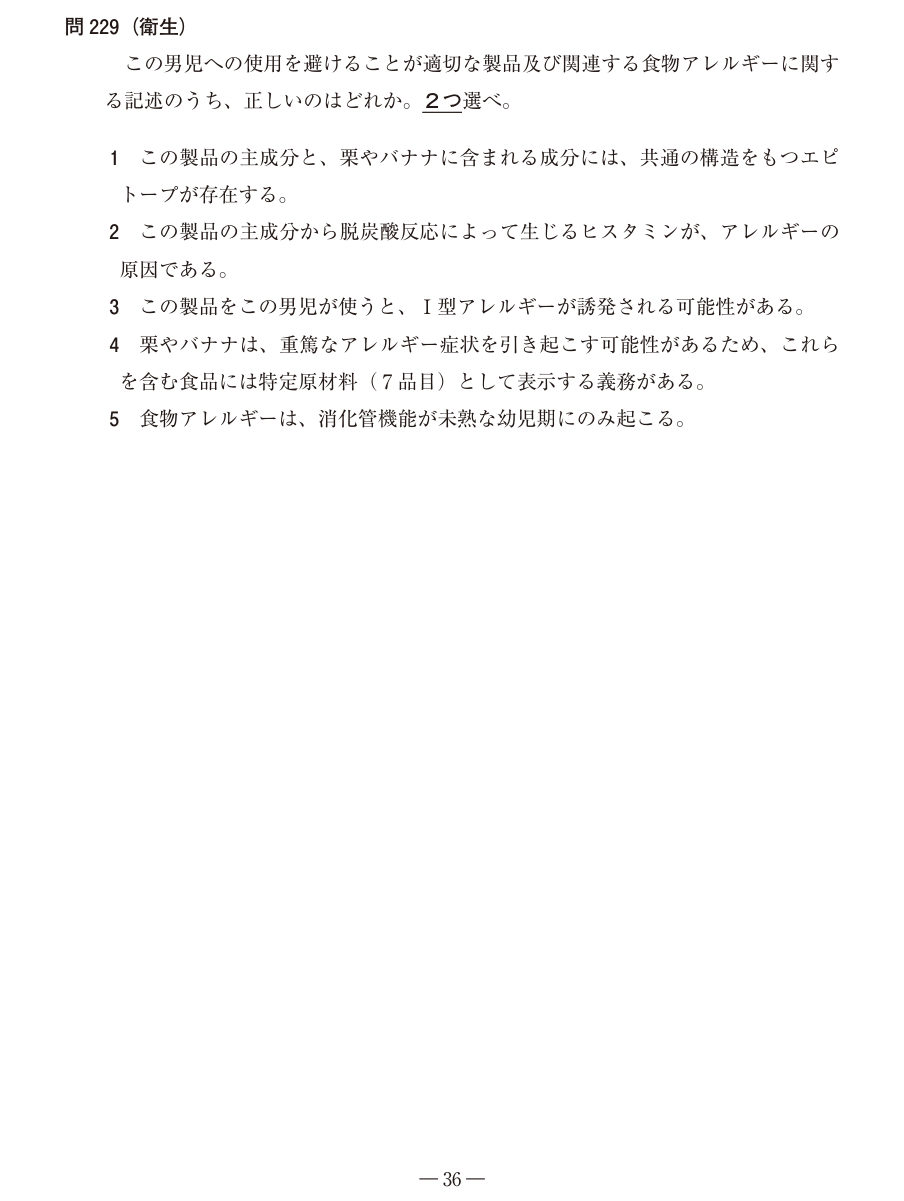 問 229（衛生）
この男児への使用を避けることが適切な製品及び関連する食物アレルギーに関す
る記述のうち、正しいのはどれか。２つ選べ。
1　この製品の主成分と、栗やバナナに含まれる成分には、共通の構造をもつエピ
トープが存在する。
2　この製品の主成分から脱炭酸反応によって生じるヒスタミンが、アレルギーの
原因である。
3　この製品をこの男児が使うと、Ⅰ型アレルギーが誘発される可能性がある。
4　栗やバナナは、重篤なアレルギー症状を引き起こす可能性があるため、これら
を含む食品には特定原材料（７品目）として表示する義務がある。
5　食物アレルギーは、消化管機能が未熟な幼児期にのみ起こる。
― 36 ―